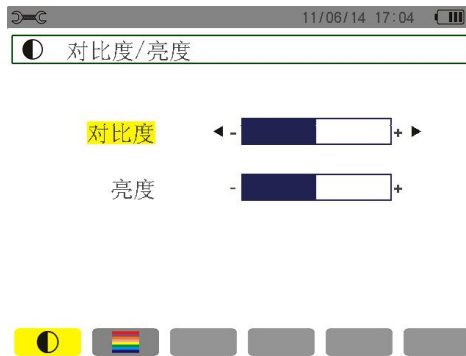 11/06/14 17:04
对比度/亮度
对比度 - +
亮度 - +